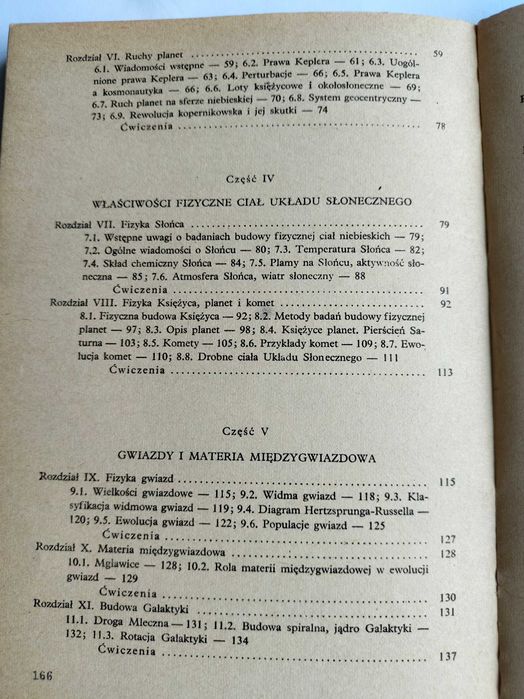 Rozdział VI. Ruchy planet . . . . . . . . . . . . . . . . . . . . . 59
6.1. Wiadomości wstępne — 59; 6.2. Prawa Keplera — 61; 6.3. Uogól-
nione prawa Keplera — 63; 6.4. Perturbacje — 66; 6.5. Prawa Keplera
a kosmonautyka — 66; 6.6. Loty księżycowe i okołosłoneczne — 69;
6.7. Ruch planet na sferze niebieskiej — 70; 6.8. System geocentryczny —
73; 6.9. Rewolucja kopernikowska i jej skutki — 74
Ćwiczenia . . . . . . . . . . . . . . . . . . . . . 78
Część IV
WŁAŚCIWOŚCI FIZYCZNE CIAŁ UKŁADU SŁONECZNEGO
Rozdział VII. Fizyka Słońca . . . . . . . . . . . . . . . . . . . . . 79
7.1. Wstępne uwagi o badaniach budowy fizycznej ciał niebieskich — 79;
7.2. Ogólne wiadomości o Słońcu — 80; 7.3. Temperatura Słońca — 82;
7.4. Skład chemiczny Słońca — 84; 7.5. Plamy na Słońcu, aktywność sło-
neczna — 85; 7.6. Atmosfera Słońca, wiatr słoneczny — 88
Ćwiczenia . . . . . . . . . . . . . . . . . . . . . 91
Rozdział VIII. Fizyka Księżyca, planet i komet . . . . . . . . . . . . 92
8.1. Fizyczna budowa Księżyca — 92; 8.2. Metody badań budowy fizycznej
planet — 97; 8.3. Opis planet — 98; 8.4. Księżyce planet. Pierścień Sa-
turna — 103; 8.5. Komety — 105; 8.6. Przykłady komet — 109; 8.7. Ewo-
lucja komet — 110; 8.8. Drobne ciała Układu Słonecznego — 111
Ćwiczenia . . . . . . . . . . . . . . . . . . . . . 113
Część V
GWIAZDY I MATERIA MIĘDZYGWIAZDOWA
Rozdział IX. Fizyka gwiazd . . . . . . . . . . . . . . . . . . . . . 115
9.1. Wielkości gwiazdowe — 115; 9.2. Widma gwiazd — 118; 9.3. Kla-
syfikacja widmowa gwiazd — 119; 9.4. Diagram Hertzsprunga-Russella —
120; 9.5. Ewolucja gwiazd — 122; 9.6. Populacje gwiazd — 125
Ćwiczenia . . . . . . . . . . . . . . . . . . . . . 127
Rozdział X. Materia międzygwiazdowa . . . . . . . . . . . . . . . . . 128
10.1. Mgławice — 128; 10.2. Rola materii międzygwiazdowej w ewolucji
gwiazd — 129
Ćwiczenia . . . . . . . . . . . . . . . . . . . . . 130
Rozdział XI. Budowa Galaktyki . . . . . . . . . . . . . . . . . . . . 131
11.1. Droga Mleczna — 131; 11.2. Budowa spiralna, jądro Galaktyki —
132; 11.3. Rotacja Galaktyki — 134
Ćwiczenia . . . . . . . . . . . . . . . . . . . . . 137
166